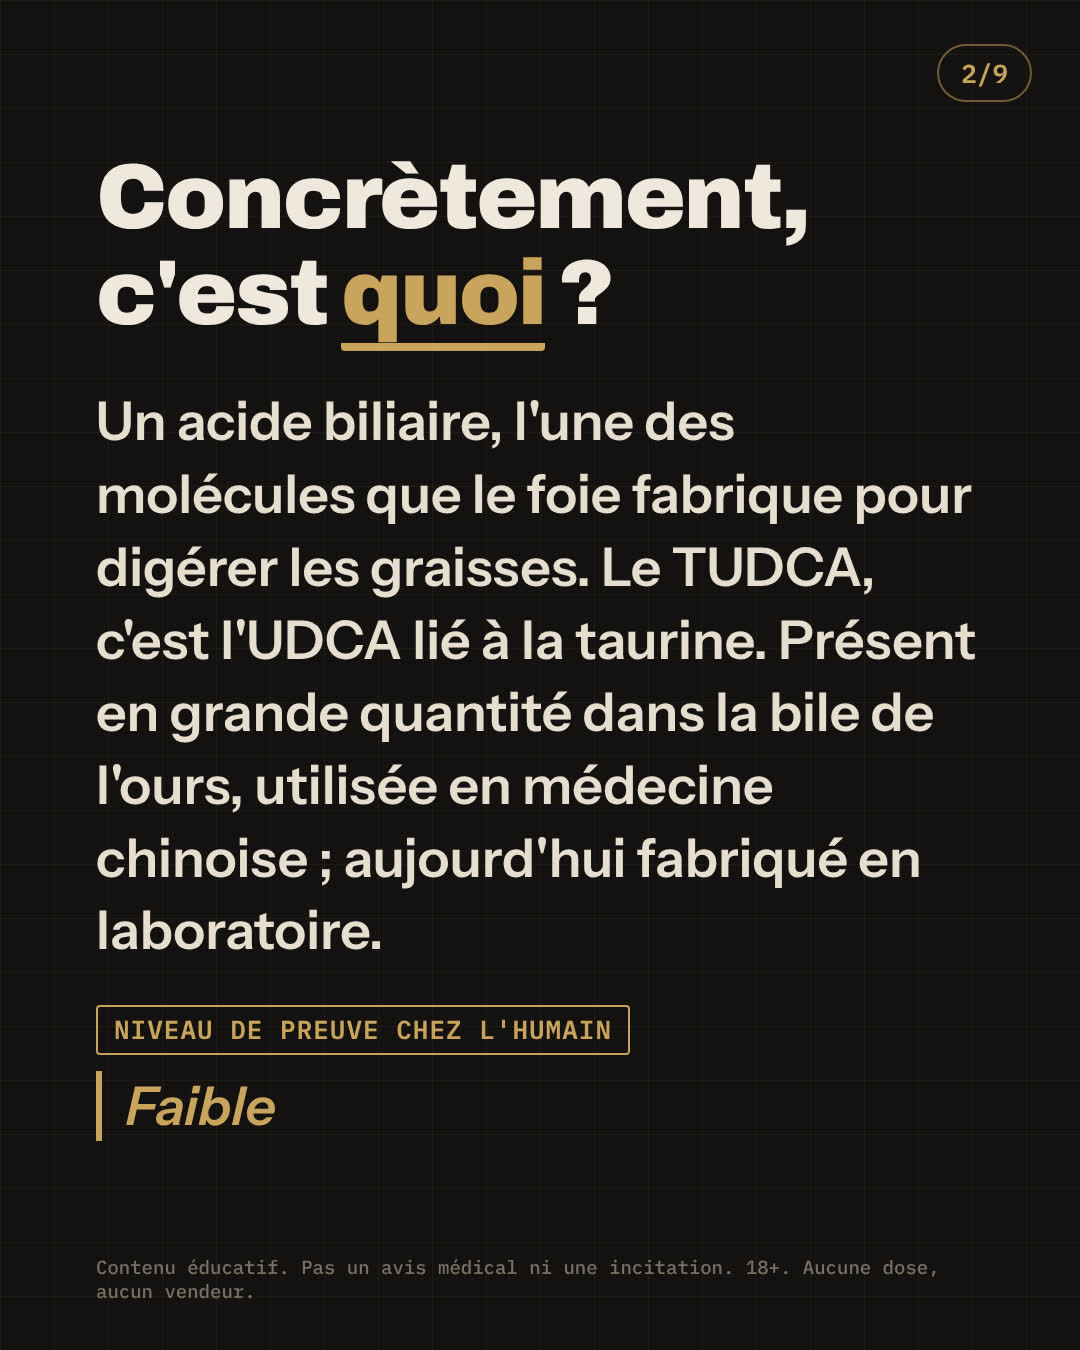 2/9
Concrètement,
c'est quoi ?
Un acide biliaire, l'une des
molécules que le foie fabrique pour
digérer les graisses. Le TUDCA,
c'est l'UDCA lié à la taurine. Présent
en grande quantité dans la bile de
l'ours, utilisée en médecine
chinoise ; aujourd'hui fabriqué en
laboratoire.
NIVEAU DE PREUVE CHEZ L'HUMAIN
Faible
Contenu éducatif. Pas un avis médical ni une incitation. 18+. Aucune dose,
aucun vendeur.